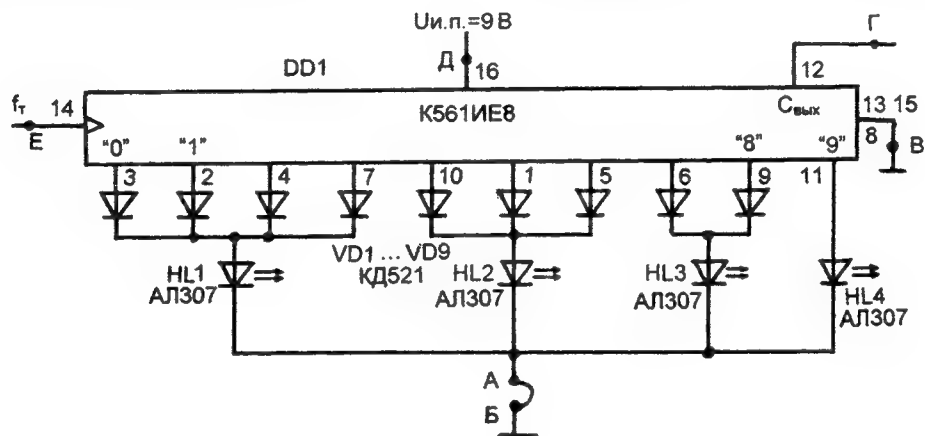 Uи.п.=9 В
Г
Д
16
12
DD1
fт
14
К561ИЕ8
Свых
13 15
Е
8
В
"0"
"1"
"8"
"9"
3
2
4
7
10
1
5
6
9
11
VD1 ... VD9
КД521
HL1
АЛ307
HL2
АЛ307
HL3
АЛ307
HL4
АЛ307
А
Б